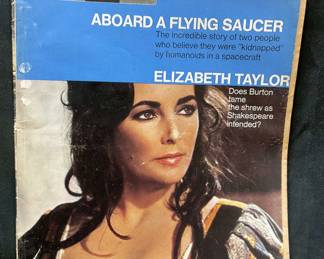 ABOARD A FLYING SAUCER
The incredible story of two people
who believe they were "kidnapped"
by humanoids in a spacecraft
ELIZABETH TAYLOR
Does Burton
tame
the shrew as
Shakespeare
intended?